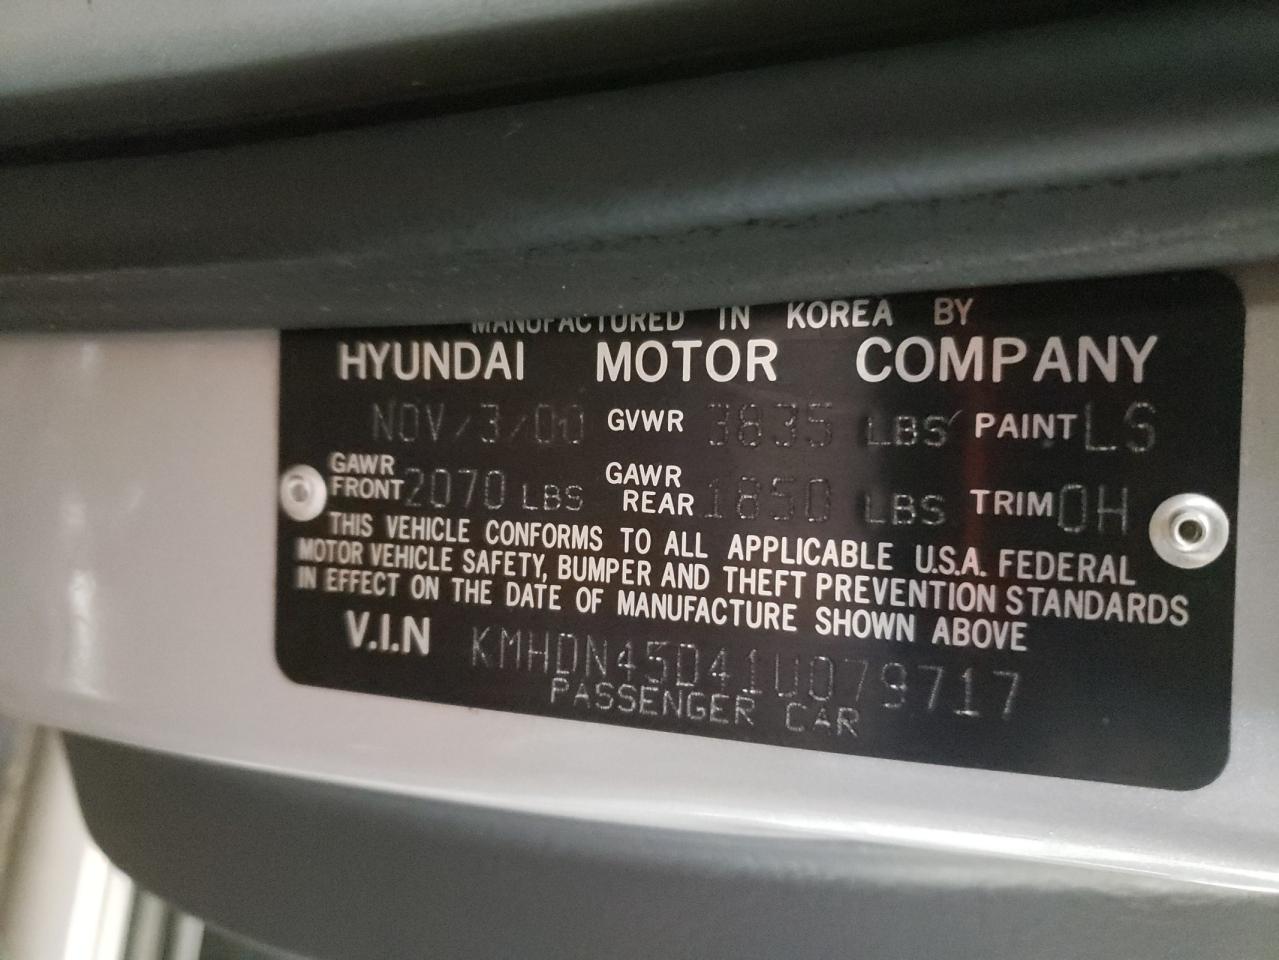 MANUFACTURED IN KOREA BY
HYUNDAI MOTOR COMPANY
NOV/3/00 GVWR 3835 LBS PAINT LS
GAWR FRONT 2070 LBS GAWR REAR 1850 LBS TRIM OH
THIS VEHICLE CONFORMS TO ALL APPLICABLE U.S.A. FEDERAL
MOTOR VEHICLE SAFETY, BUMPER AND THEFT PREVENTION STANDARDS
IN EFFECT ON THE DATE OF MANUFACTURE SHOWN ABOVE
V.I.N KMHDN45D41U079717
PASSENGER CAR